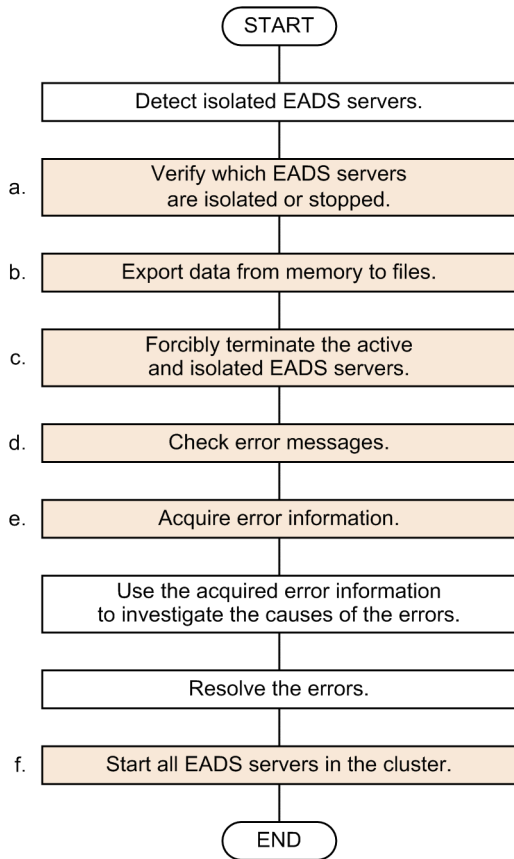 START
Detect isolated EADS servers.
a.
Verify which EADS servers
are isolated or stopped.
b.
Export data from memory to files.
c.
Forcibly terminate the active
and isolated EADS servers.
d.
Check error messages.
e.
Acquire error information.
Use the acquired error information
to investigate the causes of the errors.
Resolve the errors.
f.
Start all EADS servers in the cluster.
END